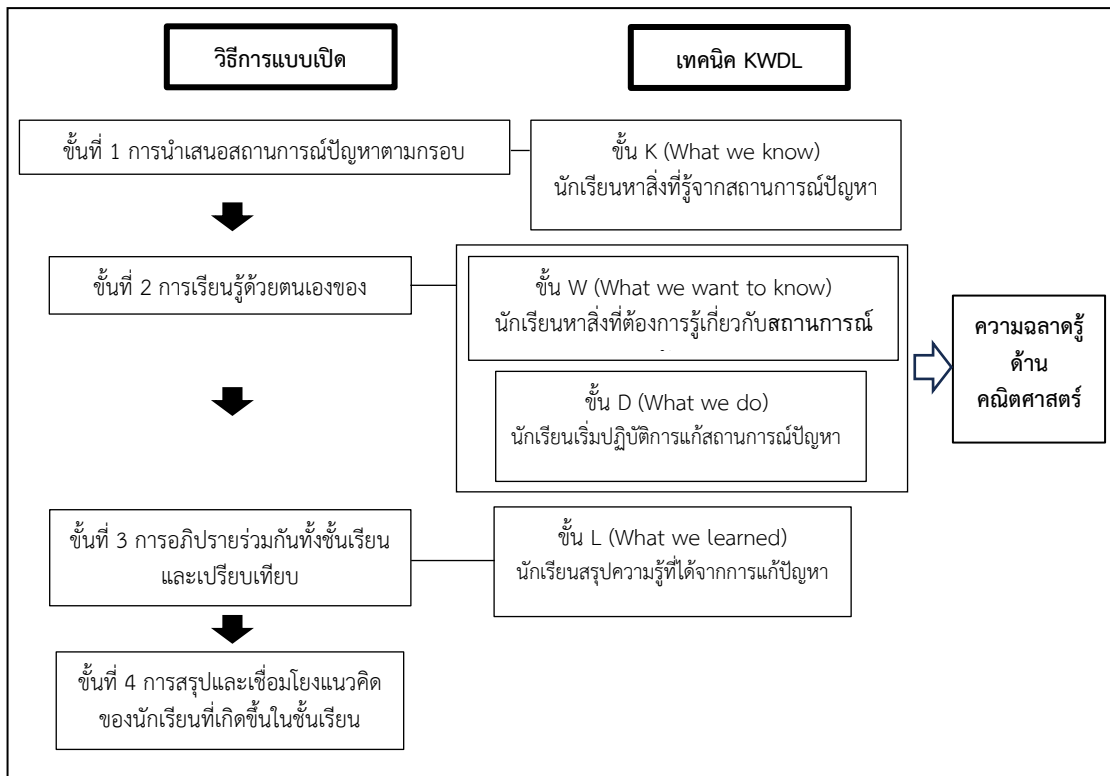 วิธีการแบบเปิด
เทคนิค KWDL
ขั้นที่ 1 การนำเสนอสถานการณ์ปัญหาตามกรอบ
ขั้น K (What we know)
นักเรียนหาสิ่งที่รู้จากสถานการณ์ปัญหา
ขั้นที่ 2 การเรียนรู้ด้วยตนเองของ
ขั้น W (What we want to know)
นักเรียนหาสิ่งที่ต้องการรู้เกี่ยวกับสถานการณ์
ขั้น D (What we do)
นักเรียนเริ่มปฏิบัติการแก้สถานการณ์ปัญหา
ความฉลาดรู้
ด้าน
คณิตศาสตร์
ขั้นที่ 3 การอภิปรายร่วมกันทั้งชั้นเรียน
และเปรียบเทียบ
ขั้น L (What we learned)
นักเรียนสรุปความรู้ที่ได้จากการแก้ปัญหา
ขั้นที่ 4 การสรุปและเชื่อมโยงแนวคิด
ของนักเรียนที่เกิดขึ้นในชั้นเรียน